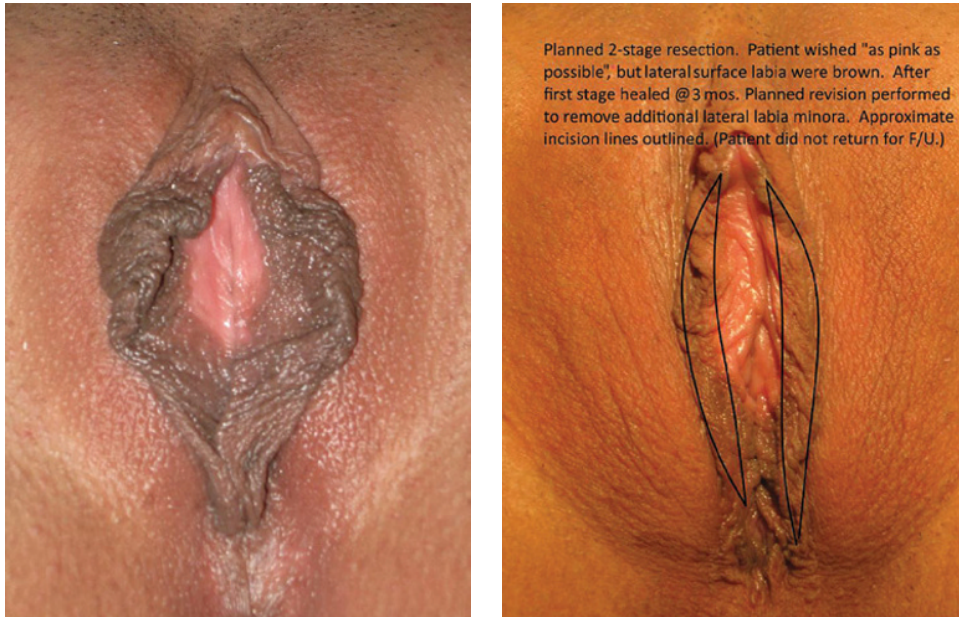 Planned 2-stage resection. Patient wished "as pink as
possible", but lateral surface labia were brown. After
first stage healed @ 3 mos. Planned revision performed
to remove additional lateral labia minora. Approximate
incision lines outlined. (Patient did not return for F/U.)